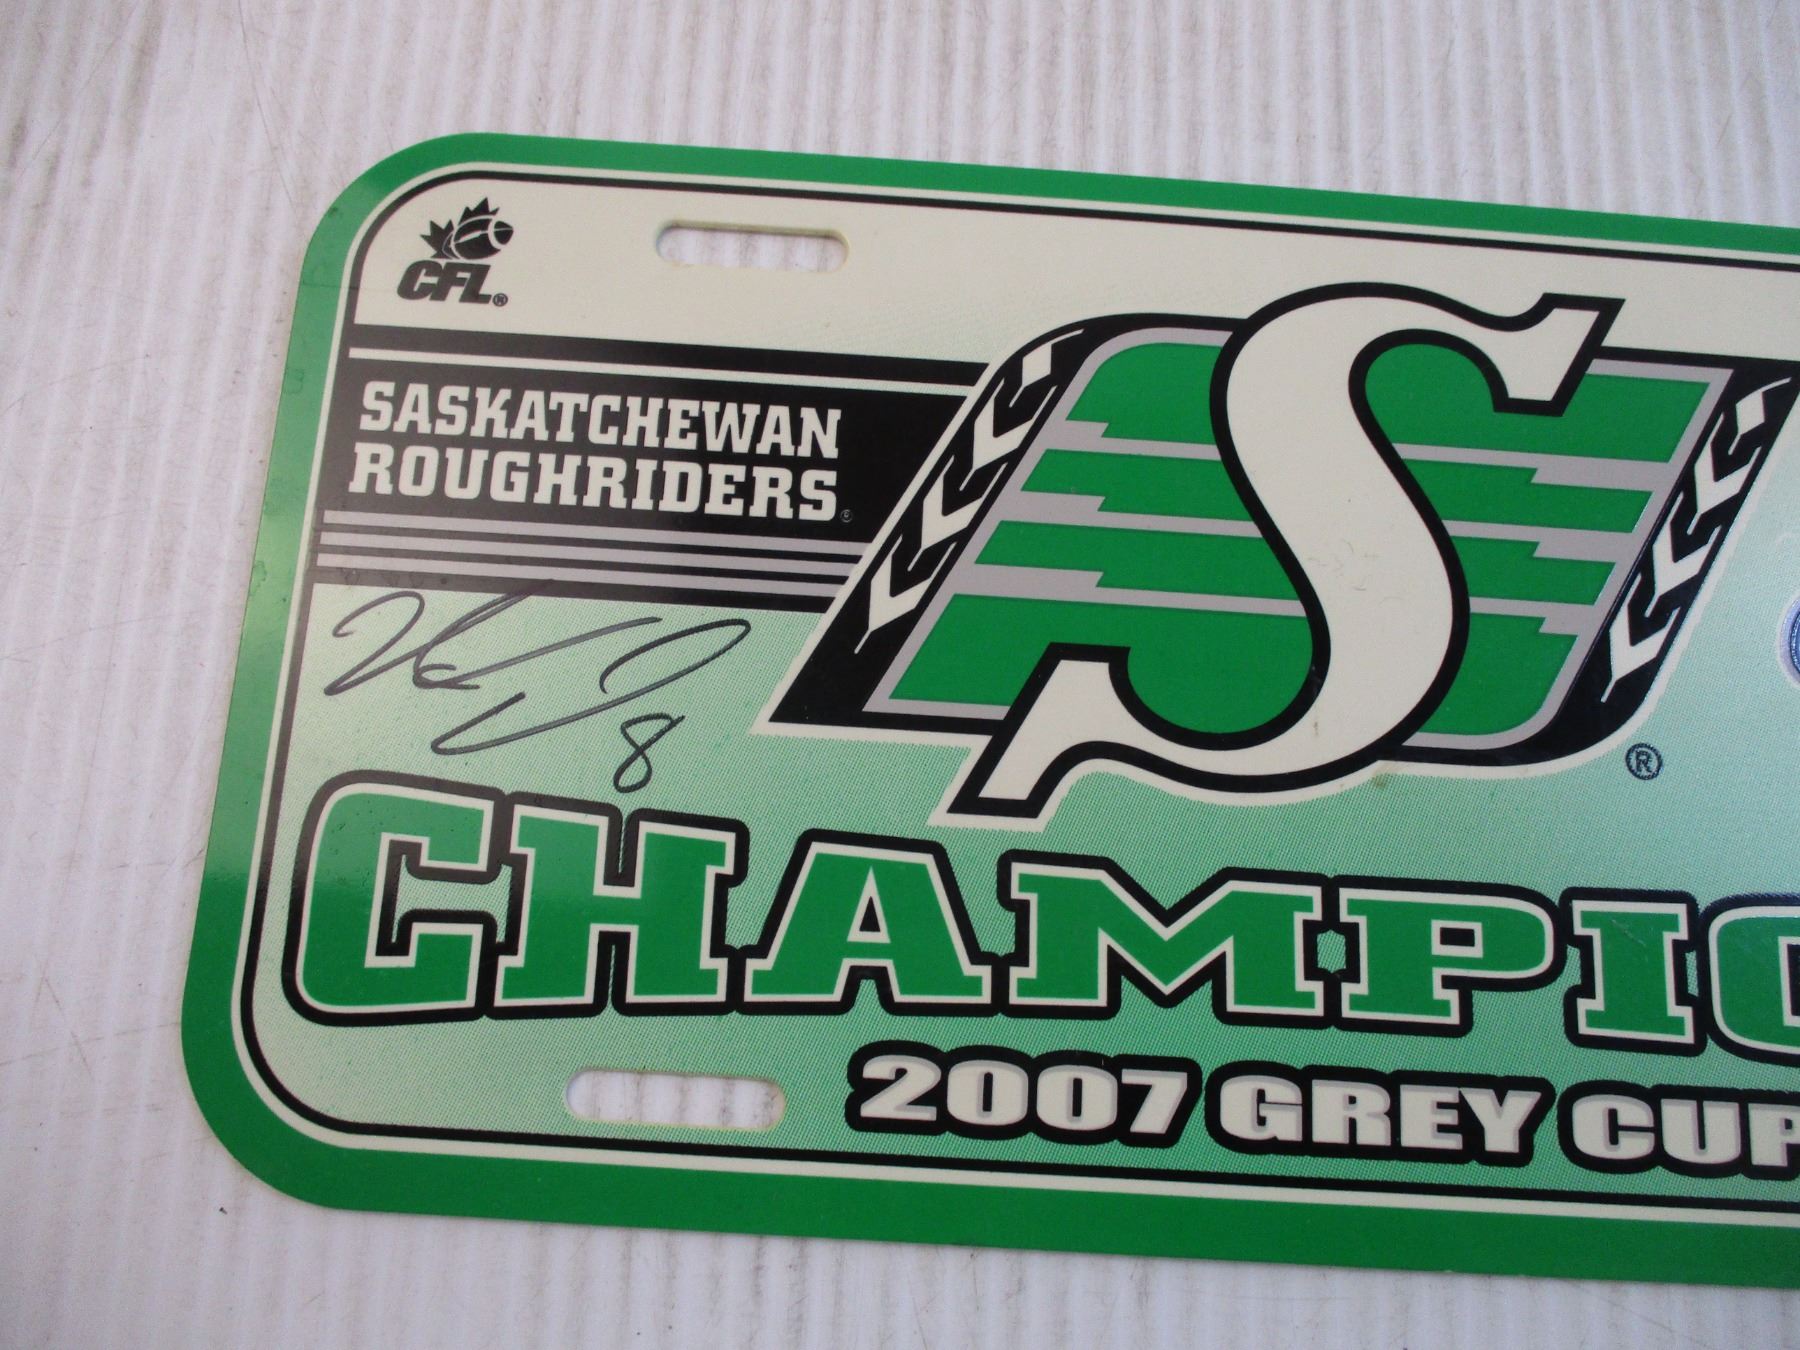 CFL®
SASKATCHEWAN
ROUGHRIDERS®
S
®
8
CHAMPIO
2007 GREY CUP